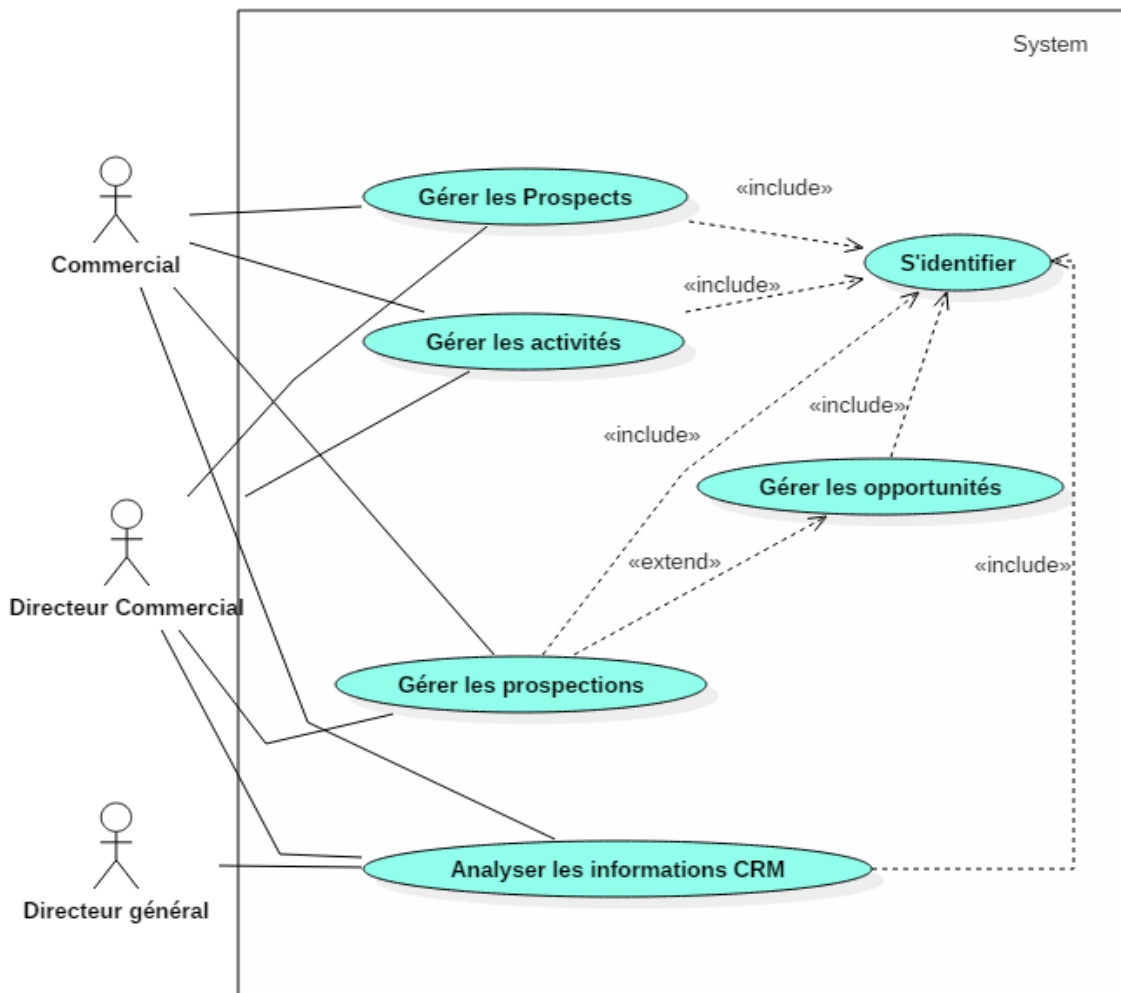 System
Gérer les Prospects
«include»
Commercial
S'identifier
«include»
Gérer les activités
«include»
«include»
Gérer les opportunités
«extend»
«include»
Directeur Commercial
Gérer les prospections
Analyser les informations CRM
Directeur général